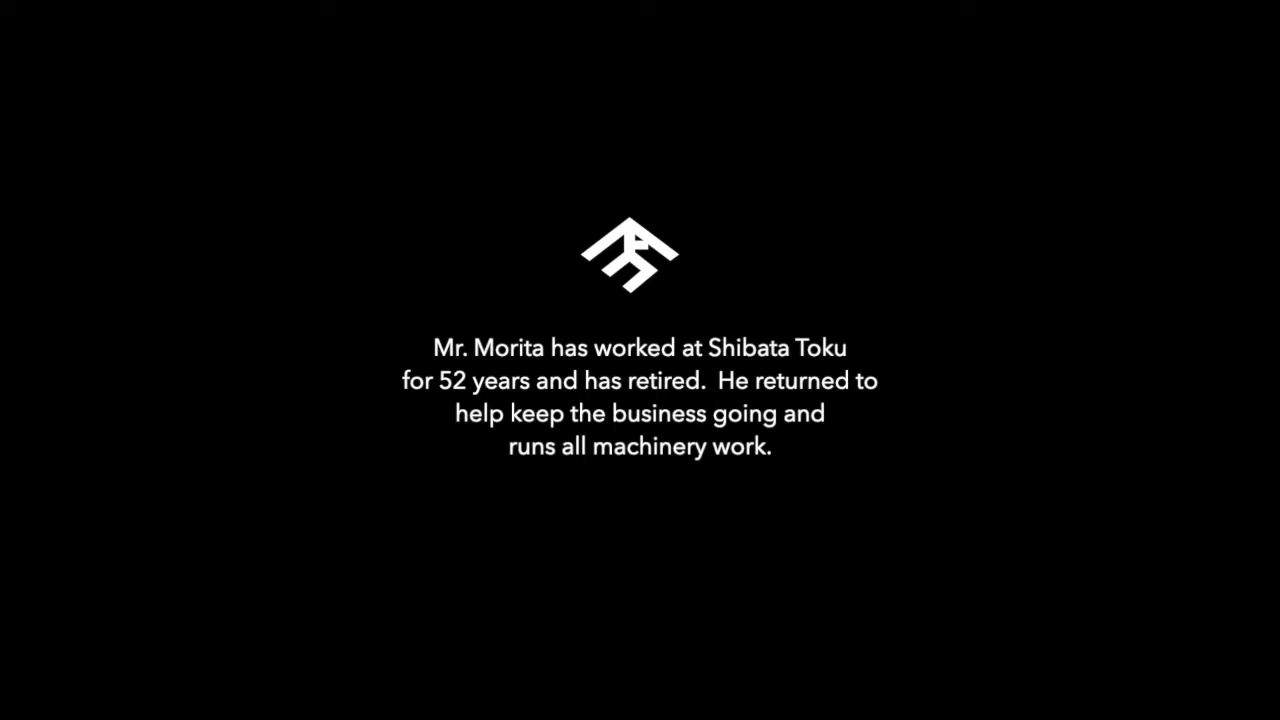 Mr. Morita has worked at Shibata Toku
for 52 years and has retired.  He returned to
help keep the business going and
runs all machinery work.